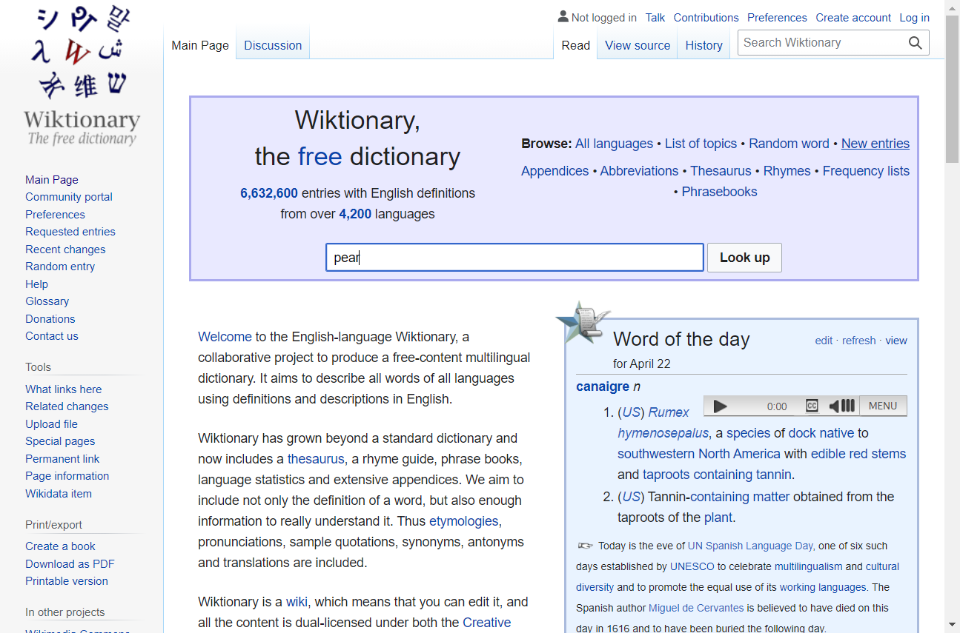 Wiktionary
The free dictionary
Main Page
Community portal
Preferences
Requested entries
Recent changes
Random entry
Help
Glossary
Donations
Contact us
Tools
What links here
Related changes
Upload file
Special pages
Permanent link
Page information
Wikidata item
Print/export
Create a book
Download as PDF
Printable version
In other projects
Not logged in Talk Contributions Preferences Create account Log in
Main Page Discussion Read View source History Search Wiktionary
Wiktionary,
the free dictionary
6,632,600 entries with English definitions
from over 4,200 languages
Browse: All languages • List of topics • Random word • New entries
Appendices • Abbreviations • Thesaurus • Rhymes • Frequency lists
• Phrasebooks
pear Look up
Welcome to the English-language Wiktionary, a
collaborative project to produce a free-content multilingual
dictionary. It aims to describe all words of all languages
using definitions and descriptions in English.
Wiktionary has grown beyond a standard dictionary and
now includes a thesaurus, a rhyme guide, phrase books,
language statistics and extensive appendices. We aim to
include not only the definition of a word, but also enough
information to really understand it. Thus etymologies,
pronunciations, sample quotations, synonyms, antonyms
and translations are included.
Wiktionary is a wiki, which means that you can edit it, and
all the content is dual-licensed under both the Creative
Word of the day edit · refresh · view
for April 22
canaigre n
0:00 CC MENU
1. (US) Rumex
hymenosepalus, a species of dock native to
southwestern North America with edible red stems
and taproots containing tannin.
2. (US) Tannin-containing matter obtained from the
taproots of the plant.
Today is the eve of UN Spanish Language Day, one of six such
days established by UNESCO to celebrate multilingualism and cultural
diversity and to promote the equal use of its working languages. The
Spanish author Miguel de Cervantes is believed to have died on this
day in 1616 and to have been buried the following day.